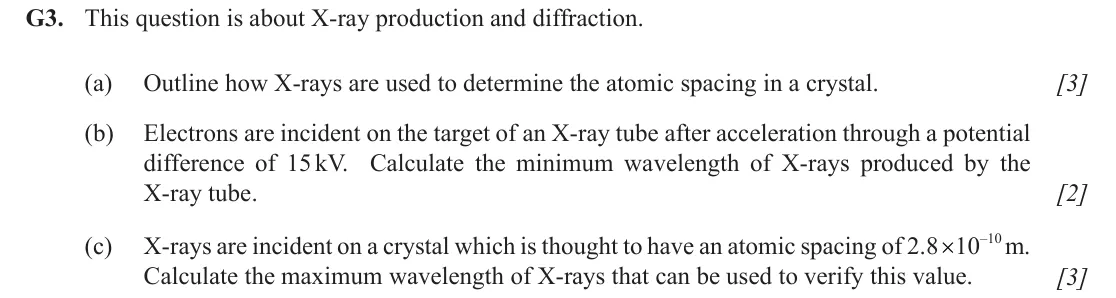 G3. This question is about X-ray production and diffraction.
(a) Outline how X-rays are used to determine the atomic spacing in a crystal. [3]
(b) Electrons are incident on the target of an X-ray tube after acceleration through a potential
difference of 15 kV. Calculate the minimum wavelength of X-rays produced by the
X-ray tube. [2]
(c) X-rays are incident on a crystal which is thought to have an atomic spacing of 2.8×10⁻¹⁰ m.
Calculate the maximum wavelength of X-rays that can be used to verify this value. [3]